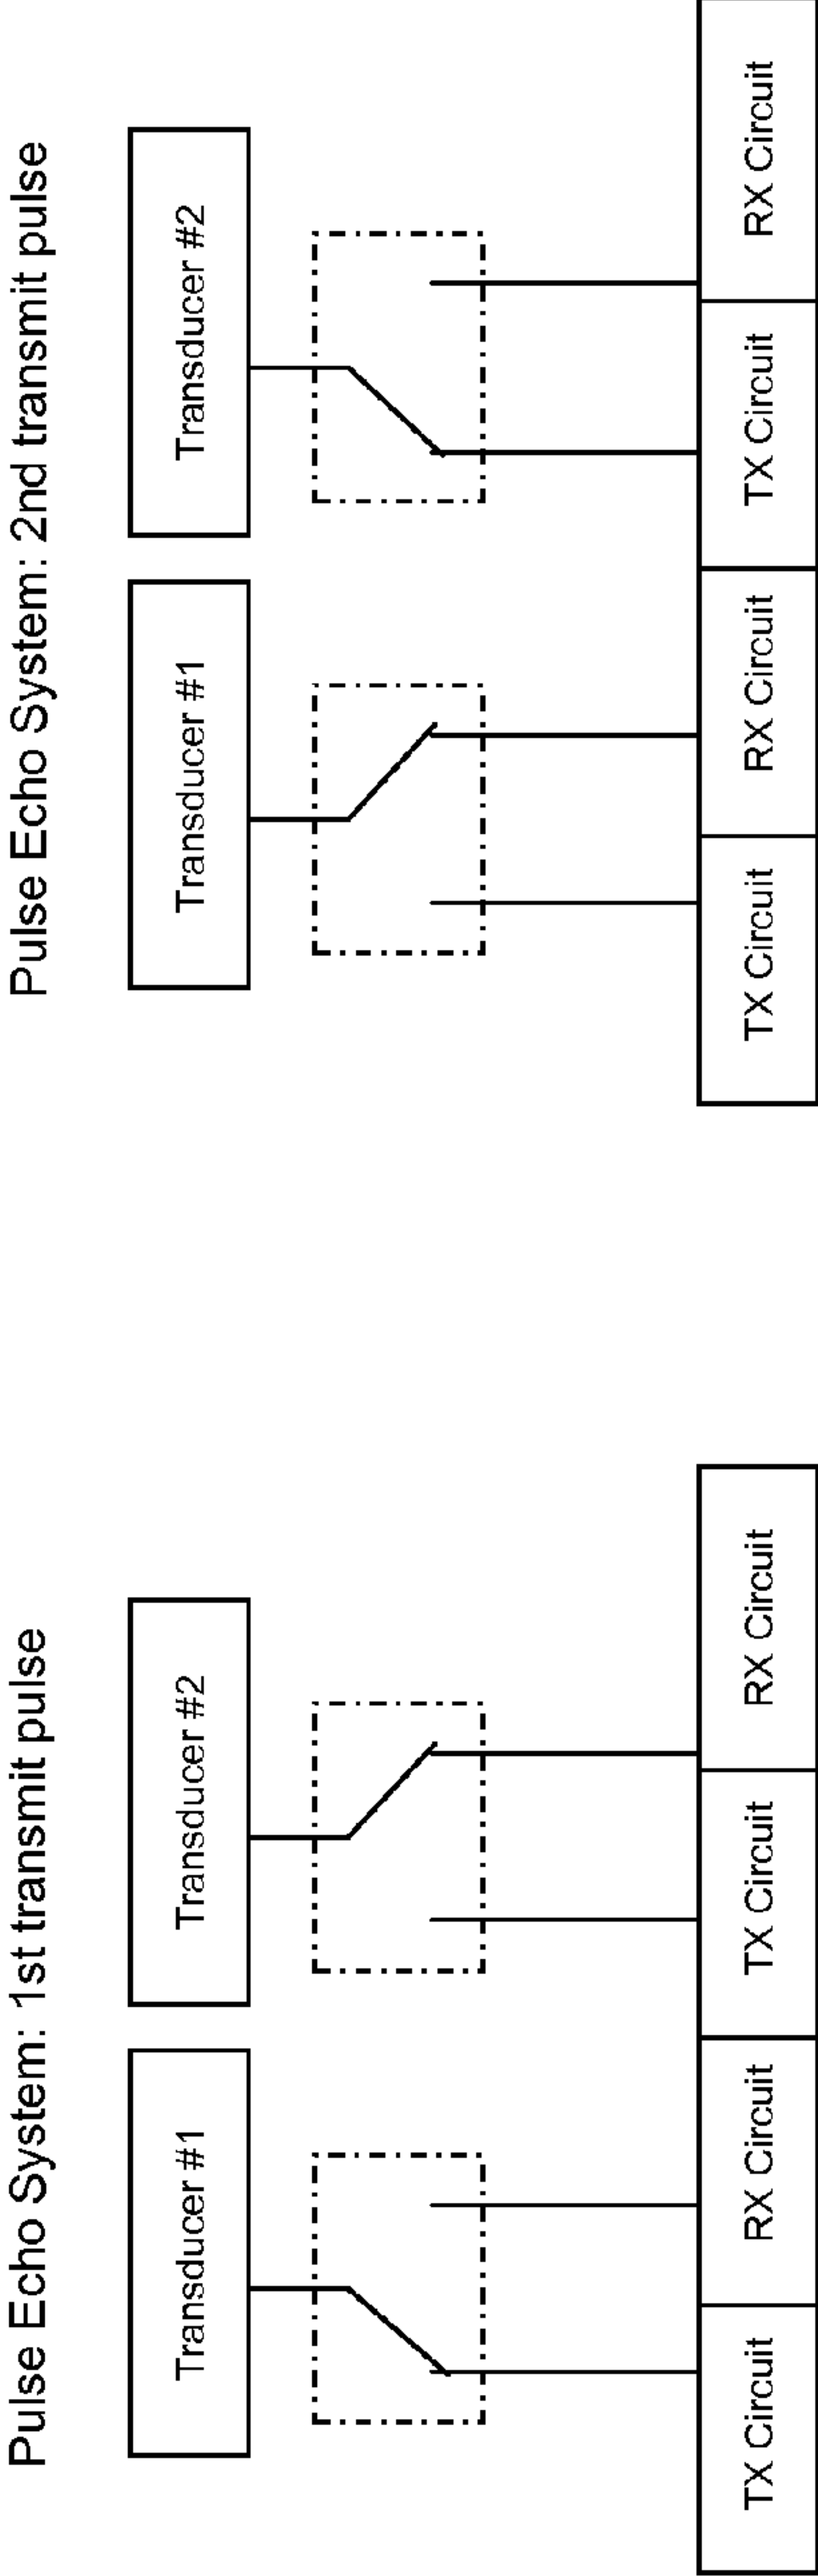 Pulse Echo System: 1st transmit pulse
Transducer #1
Transducer #2
TX Circuit
RX Circuit
TX Circuit
RX Circuit
Pulse Echo System: 2nd transmit pulse
Transducer #1
Transducer #2
TX Circuit
RX Circuit
TX Circuit
RX Circuit